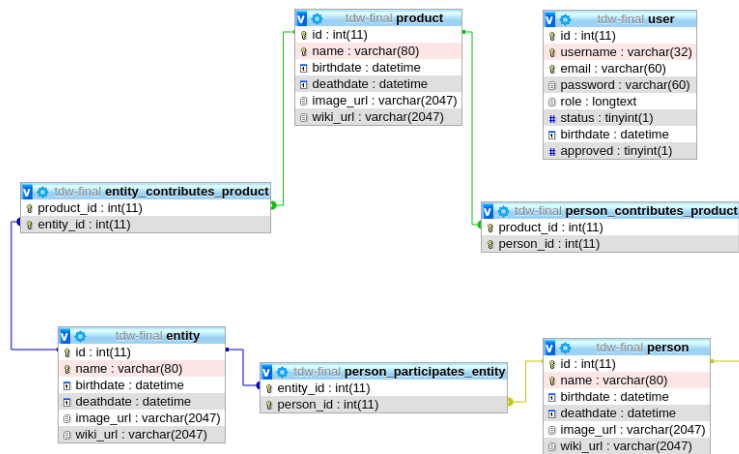 tdw-final product
id : int(11)
name : varchar(80)
birthdate : datetime
deathdate : datetime
image_url : varchar(2047)
wiki_url : varchar(2047)
tdw-final user
id : int(11)
username : varchar(32)
email : varchar(60)
password : varchar(60)
role : longtext
status : tinyint(1)
birthdate : datetime
approved : tinyint(1)
tdw-final entity_contributes_product
product_id : int(11)
entity_id : int(11)
tdw-final person_contributes_product
product_id : int(11)
person_id : int(11)
tdw-final entity
id : int(11)
name : varchar(80)
birthdate : datetime
deathdate : datetime
image_url : varchar(2047)
wiki_url : varchar(2047)
tdw-final person_participates_entity
entity_id : int(11)
person_id : int(11)
tdw-final person
id : int(11)
name : varchar(80)
birthdate : datetime
deathdate : datetime
image_url : varchar(2047)
wiki_url : varchar(2047)